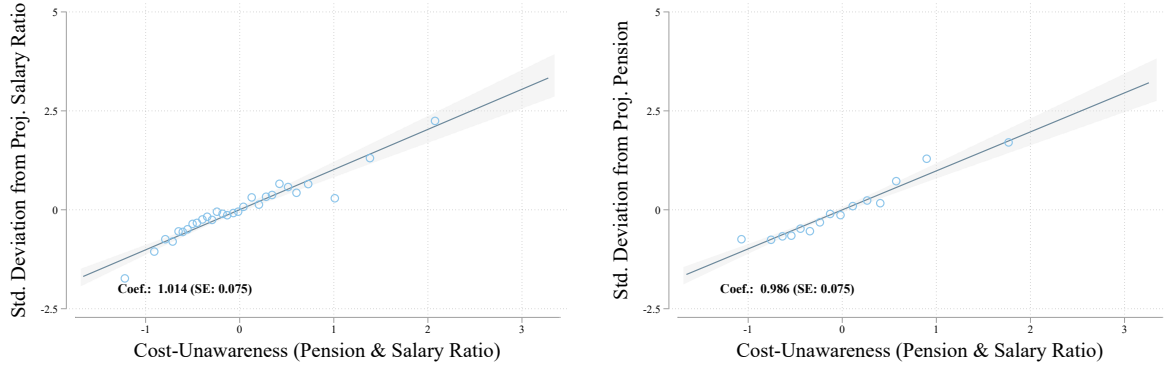 Std. Deviation from Proj. Salary Ratio
5
2.5
0
-2.5
Coef.: 1.014 (SE: 0.075)
-1 0 1 2 3
Cost-Unawareness (Pension & Salary Ratio)
Std. Deviation from Proj. Pension
5
2.5
0
-2.5
Coef.: 0.986 (SE: 0.075)
-1 0 1 2 3
Cost-Unawareness (Pension & Salary Ratio)